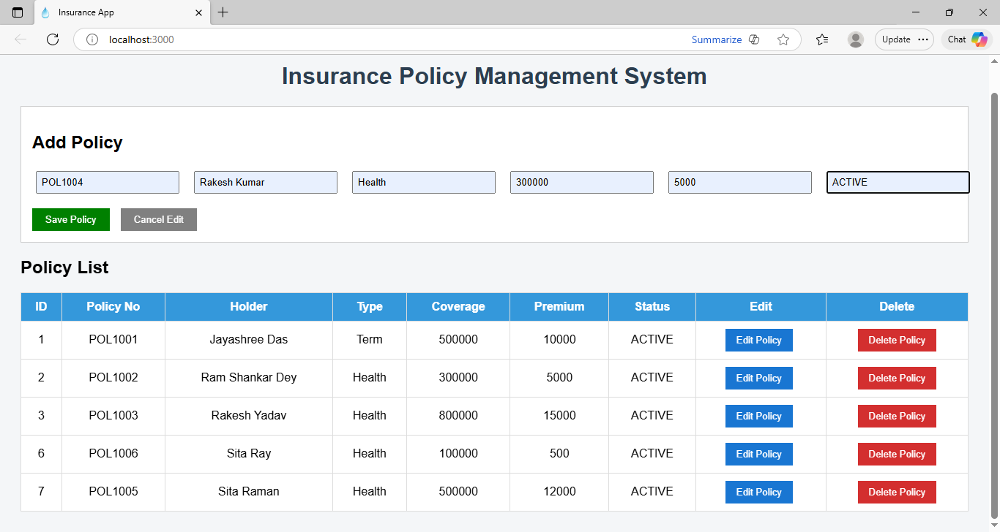 Insurance App
localhost:3000
Summarize
Update
Chat
Insurance Policy Management System
Add Policy
POL1004 Rakesh Kumar Health 300000 5000 ACTIVE
Save Policy Cancel Edit
Policy List
ID Policy No Holder Type Coverage Premium Status Edit Delete
1 POL1001 Jayashree Das Term 500000 10000 ACTIVE Edit Policy Delete Policy
2 POL1002 Ram Shankar Dey Health 300000 5000 ACTIVE Edit Policy Delete Policy
3 POL1003 Rakesh Yadav Health 800000 15000 ACTIVE Edit Policy Delete Policy
6 POL1006 Sita Ray Health 100000 500 ACTIVE Edit Policy Delete Policy
7 POL1005 Sita Raman Health 500000 12000 ACTIVE Edit Policy Delete Policy